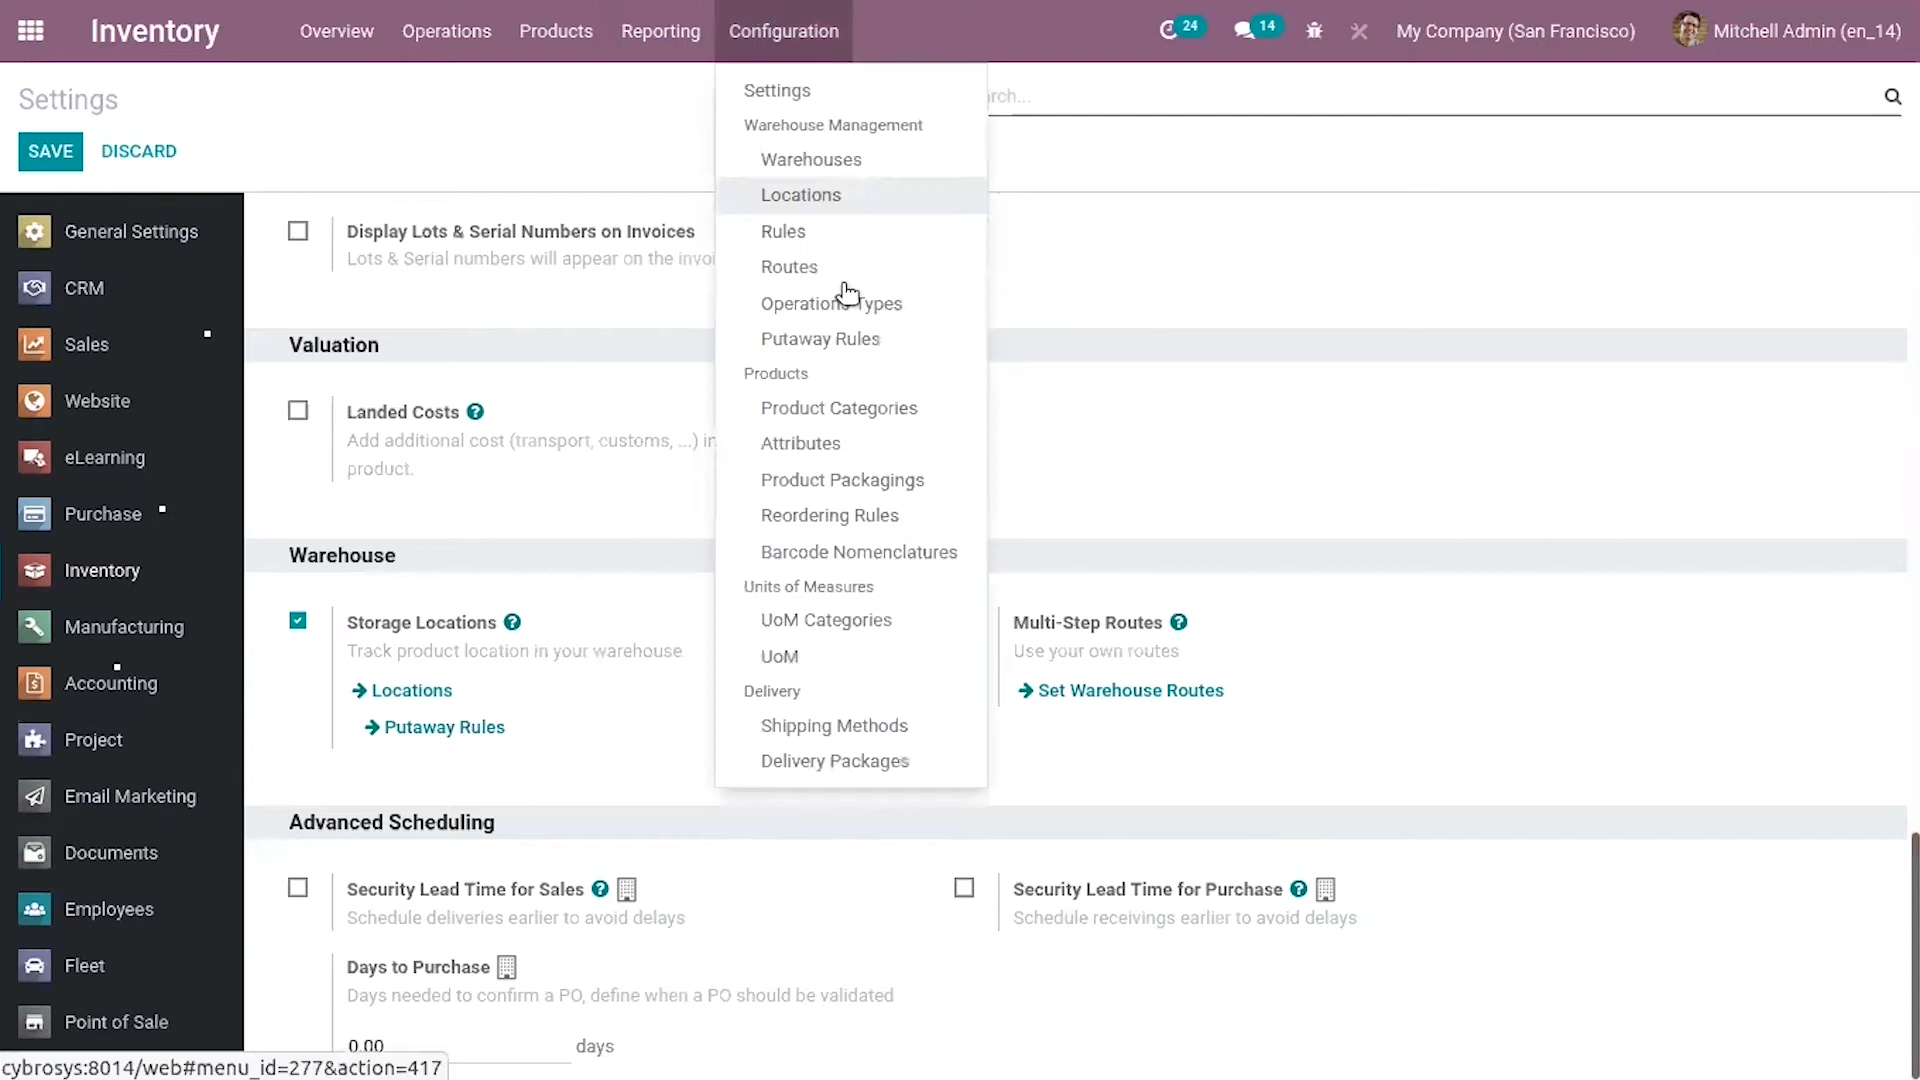 Inventory
Overview
Operations
Products
Reporting
Configuration
24
14
My Company (San Francisco)
Mitchell Admin (en_14)
Settings
rch...
SAVE
DISCARD
Settings
Warehouse Management
Warehouses
Locations
Rules
Routes
Operations Types
Putaway Rules
Products
Product Categories
Attributes
Product Packagings
Reordering Rules
Barcode Nomenclatures
Units of Measures
UoM Categories
UoM
Delivery
Shipping Methods
Delivery Packages
General Settings
CRM
Sales
Website
eLearning
Purchase
Inventory
Manufacturing
Accounting
Project
Email Marketing
Documents
Employees
Fleet
Point of Sale
Display Lots & Serial Numbers on Invoices
Lots & Serial numbers will appear on the invoi
Valuation
Landed Costs ?
Add additional cost (transport, customs, ...) in
product.
Warehouse
Storage Locations ?
Track product location in your warehouse
Locations
Putaway Rules
Multi-Step Routes ?
Use your own routes
Set Warehouse Routes
Advanced Scheduling
Security Lead Time for Sales ?
Schedule deliveries earlier to avoid delays
Security Lead Time for Purchase ?
Schedule receivings earlier to avoid delays
Days to Purchase
Days needed to confirm a PO, define when a PO should be validated
0.00 days
cybrosys:8014/web#menu_id=277&action=417